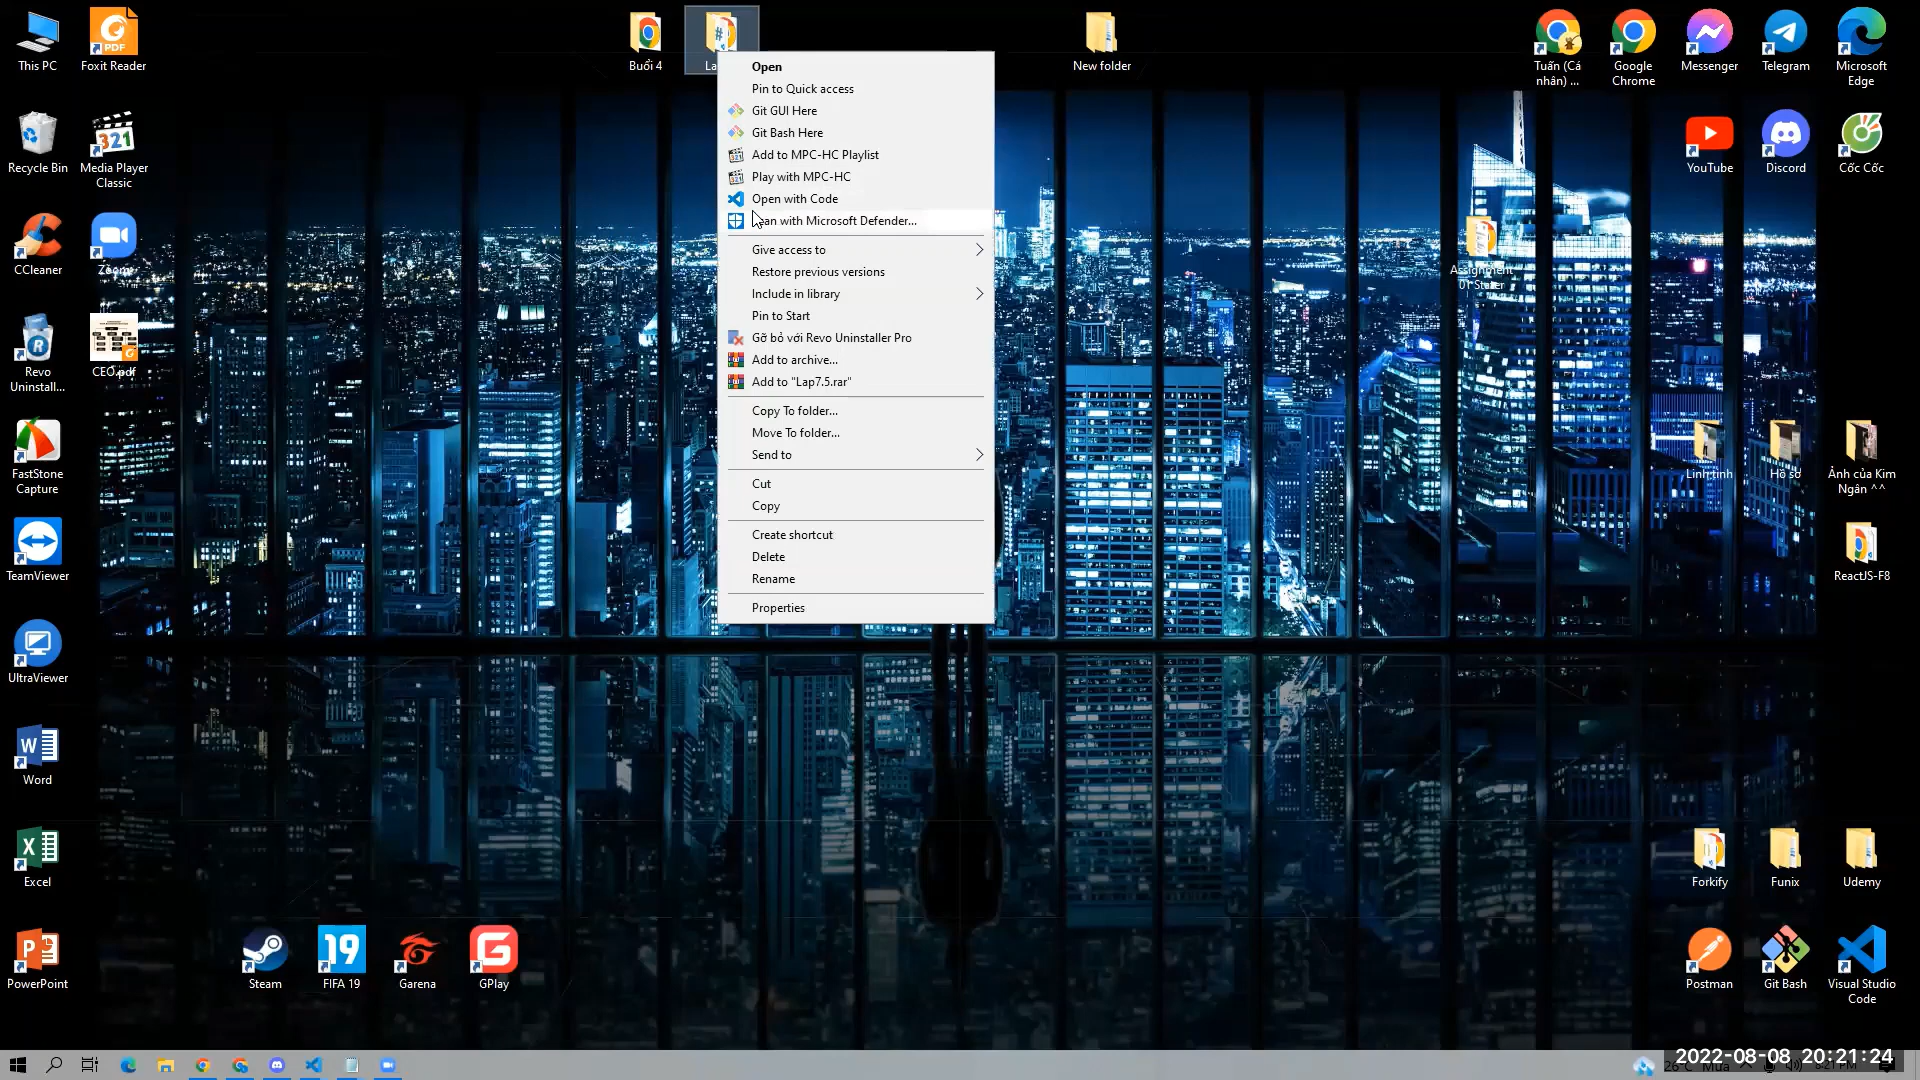 This PC
Foxit Reader
Buổi 4
New folder
Tuấn (Cá
nhân) ...
Google
Chrome
Messenger
Telegram
Microsoft
Edge
Recycle Bin
Media Player
Classic
YouTube
Discord
Cốc Cốc
CCleaner
Zoom
Assignment
01 Stater
Revo
Uninstall...
CEO.pdf
FastStone
Capture
Linh tinh
Hồ sơ
Ảnh của Kim
Ngân ^^
TeamViewer
ReactJS-F8
UltraViewer
Word
Excel
Forkify
Funix
Udemy
PowerPoint
Steam
FIFA 19
Garena
GPlay
Postman
Git Bash
Visual Studio
Code
Open
Pin to Quick access
Git GUI Here
Git Bash Here
Add to MPC-HC Playlist
Play with MPC-HC
Open with Code
with Microsoft Defender...
Give access to
Restore previous versions
Include in library
Pin to Start
Gỡ bỏ với Revo Uninstaller Pro
Add to archive...
Add to "Lap7.5.rar"
Copy To folder...
Move To folder...
Send to
Cut
Copy
Create shortcut
Delete
Rename
Properties
26°C Mưa
2022-08-08 20:21:24